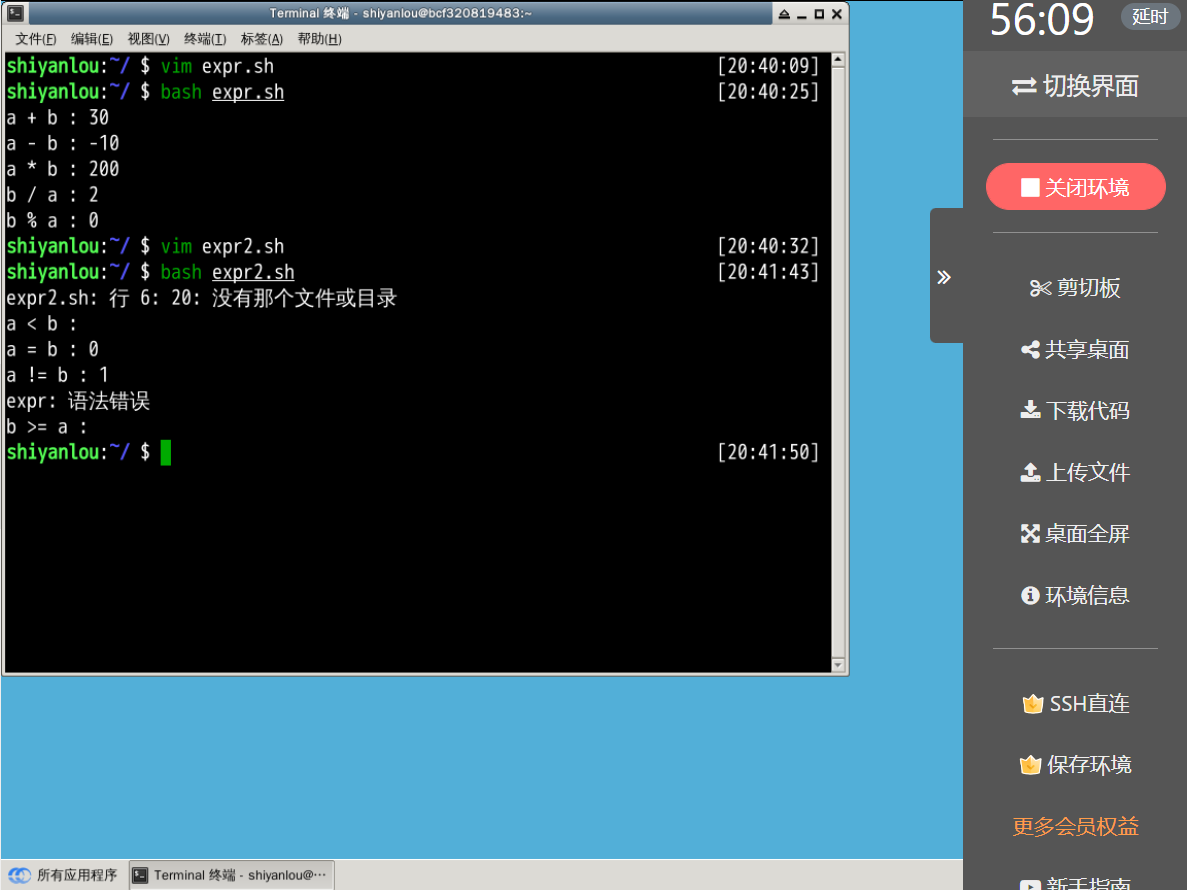 Terminal 终端 - shiyanlou@bcf320819483:~
文件(F) 编辑(E) 视图(V) 终端(T) 标签(A) 帮助(H)
shiyanlou:~/ $ vim expr.sh [20:40:09]
shiyanlou:~/ $ bash expr.sh [20:40:25]
a + b : 30
a - b : -10
a * b : 200
b / a : 2
b % a : 0
shiyanlou:~/ $ vim expr2.sh [20:40:32]
shiyanlou:~/ $ bash expr2.sh [20:41:43]
expr2.sh: 行 6: 20: 没有那个文件或目录
a < b :
a = b : 0
a != b : 1
expr: 语法错误
b >= a :
shiyanlou:~/ $ [20:41:50]
所有应用程序
Terminal 终端 - shiyanlou@···
56:09 延时
切换界面
关闭环境
剪切板
共享桌面
下载代码
上传文件
桌面全屏
环境信息
SSH直连
保存环境
更多会员权益
新手指南